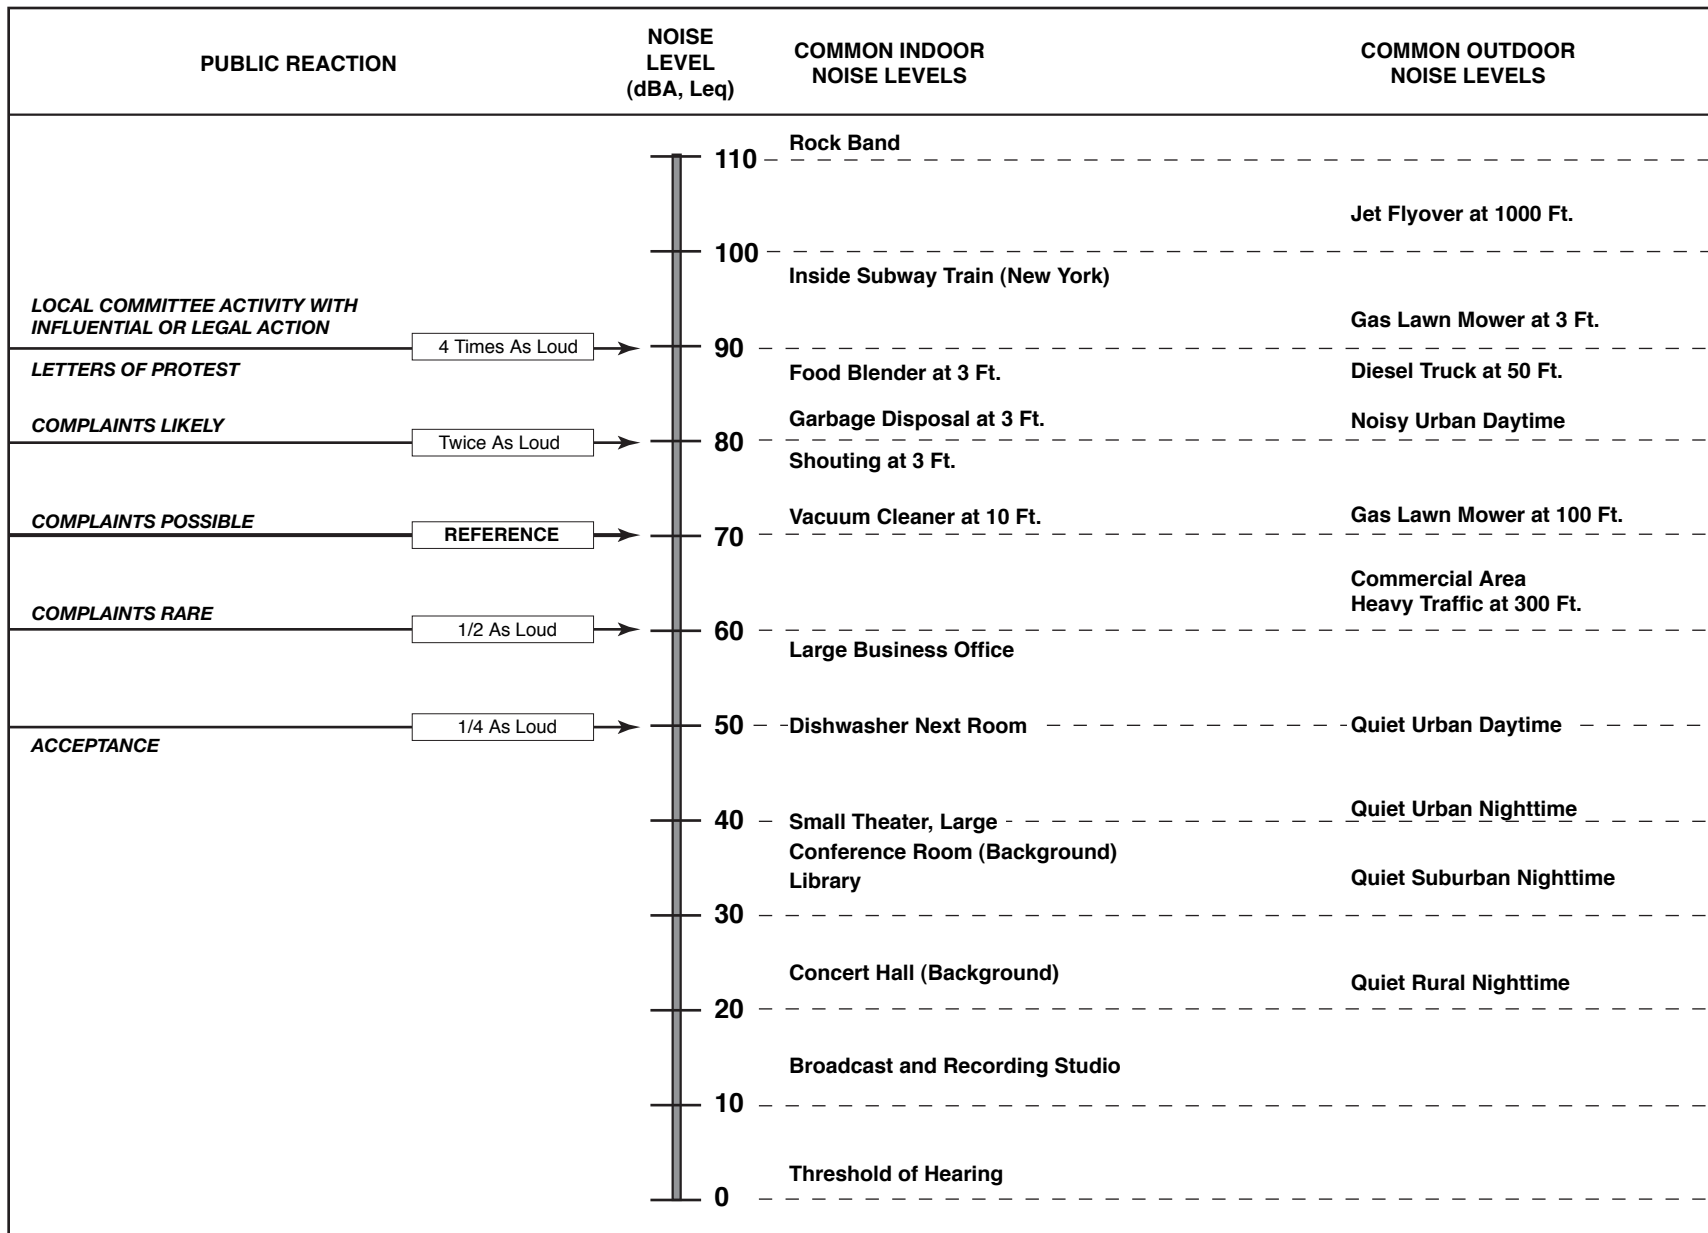 PUBLIC REACTION
NOISE
LEVEL
(dBA, Leq)
COMMON INDOOR
NOISE LEVELS
COMMON OUTDOOR
NOISE LEVELS
Rock Band
110
Jet Flyover at 1000 Ft.
100
Inside Subway Train (New York)
LOCAL COMMITTEE ACTIVITY WITH
INFLUENTIAL OR LEGAL ACTION
Gas Lawn Mower at 3 Ft.
4 Times As Loud
90
LETTERS OF PROTEST
Food Blender at 3 Ft.
Diesel Truck at 50 Ft.
COMPLAINTS LIKELY
Garbage Disposal at 3 Ft.
Noisy Urban Daytime
Twice As Loud
80
Shouting at 3 Ft.
COMPLAINTS POSSIBLE
Vacuum Cleaner at 10 Ft.
Gas Lawn Mower at 100 Ft.
REFERENCE
70
Commercial Area
Heavy Traffic at 300 Ft.
COMPLAINTS RARE
1/2 As Loud
60
Large Business Office
1/4 As Loud
50
Dishwasher Next Room
Quiet Urban Daytime
ACCEPTANCE
Quiet Urban Nighttime
40
Small Theater, Large
Conference Room (Background)
Library
Quiet Suburban Nighttime
30
Concert Hall (Background)
Quiet Rural Nighttime
20
Broadcast and Recording Studio
10
Threshold of Hearing
0